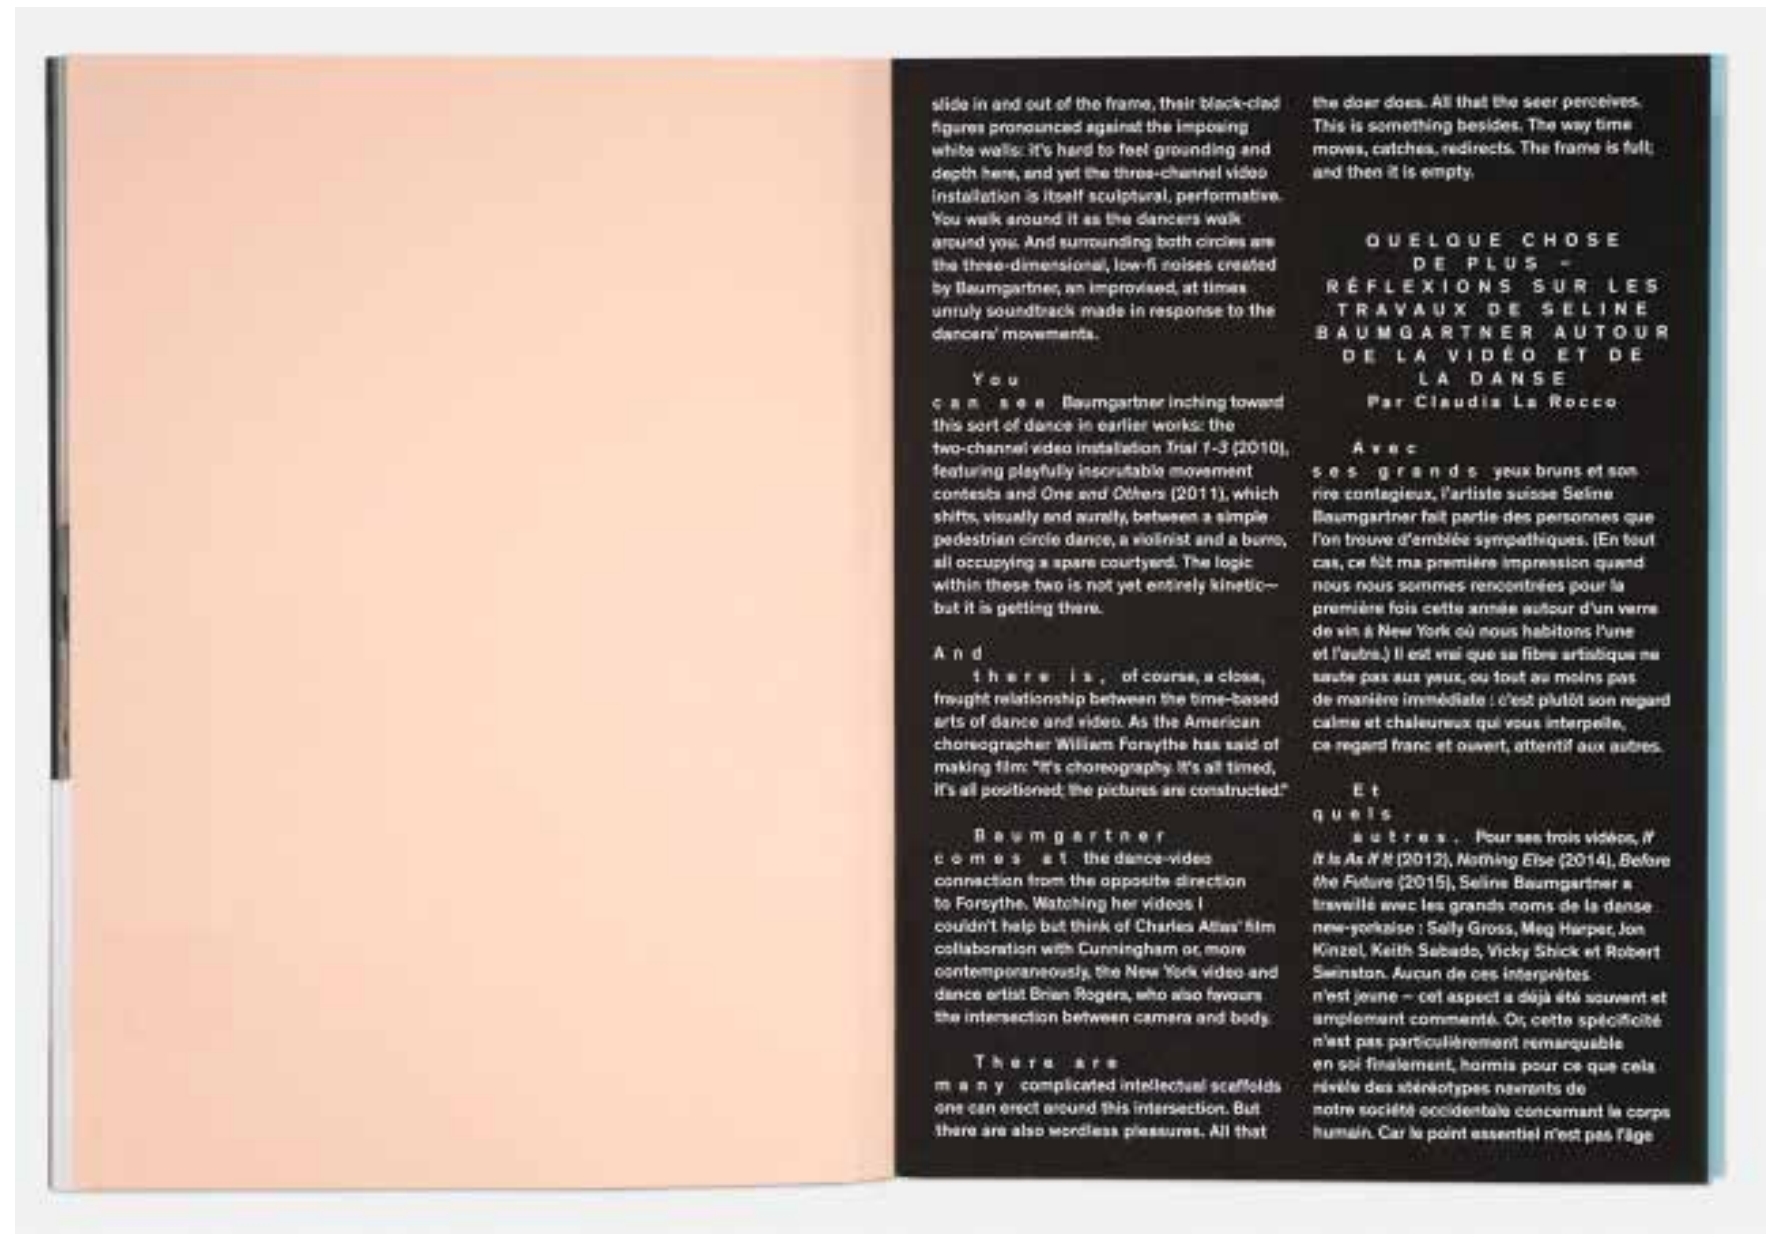 slide in and out of the frame, their black-clad
figures pronounced against the imposing
white walls: it's hard to feel grounding and
depth here, and yet the three-channel video
installation is itself sculptural, performative.
You walk around it as the dancers walk
around you. And surrounding both circles are
the three-dimensional, low-fi noises created
by Baumgartner, an improvised, at times
unruly soundtrack made in response to the
dancers' movements.
You
can see Baumgartner inching toward
this sort of dance in earlier works: the
two-channel video installation Trial 1-3 (2010),
featuring playfully inscrutable movement
contests and One and Others (2011), which
shifts, visually and aurally, between a simple
pedestrian circle dance, a violinist and a burro,
all occupying a spare courtyard. The logic
within these two is not yet entirely kinetic—
but it is getting there.
And
there is, of course, a close,
fraught relationship between the time-based
arts of dance and video. As the American
choreographer William Forsythe has said of
making film: "It's choreography. It's all timed,
it's all positioned; the pictures are constructed."
Baumgartner
comes at the dance-video
connection from the opposite direction
to Forsythe. Watching her videos I
couldn't help but think of Charles Atlas' film
collaboration with Cunningham or, more
contemporaneously, the New York video and
dance artist Brian Rogers, who also favours
the intersection between camera and body.
There are
many complicated intellectual scaffolds
one can erect around this intersection. But
there are also wordless pleasures. All that
the doer does. All that the seer perceives.
This is something besides. The way time
moves, catches, redirects. The frame is full;
and then it is empty.
QUELQUE CHOSE
DE PLUS –
RÉFLEXIONS SUR LES
TRAVAUX DE SELINE
BAUMGARTNER AUTOUR
DE LA VIDÉO ET DE
LA DANSE
Par Claudia La Rocco
Avec
ses grands yeux bruns et son
rire contagieux, l'artiste suisse Seline
Baumgartner fait partie des personnes que
l'on trouve d'emblée sympathiques. (En tout
cas, ce fût ma première impression quand
nous nous sommes rencontrées pour la
première fois cette année autour d'un verre
de vin à New York où nous habitons l'une
et l'autre.) Il est vrai que sa fibre artistique ne
saute pas aux yeux, ou tout au moins pas
de manière immédiate : c'est plutôt son regard
calme et chaleureux qui vous interpelle,
ce regard franc et ouvert, attentif aux autres.
Et
quels
autres. Pour ses trois vidéos, If
It Is As If It (2012), Nothing Else (2014), Before
the Future (2015), Seline Baumgartner a
travaillé avec les grands noms de la danse
new-yorkaise : Sally Gross, Meg Harper, Jon
Kinzel, Keith Sabado, Vicky Shick et Robert
Swinston. Aucun de ces interprètes
n'est jeune – cet aspect a déjà été souvent et
amplement commenté. Or, cette spécificité
n'est pas particulièrement remarquable
en soi finalement, hormis pour ce que cela
révèle des stéréotypes navrants de
notre société occidentale concernant le corps
humain. Car le point essentiel n'est pas l'âge